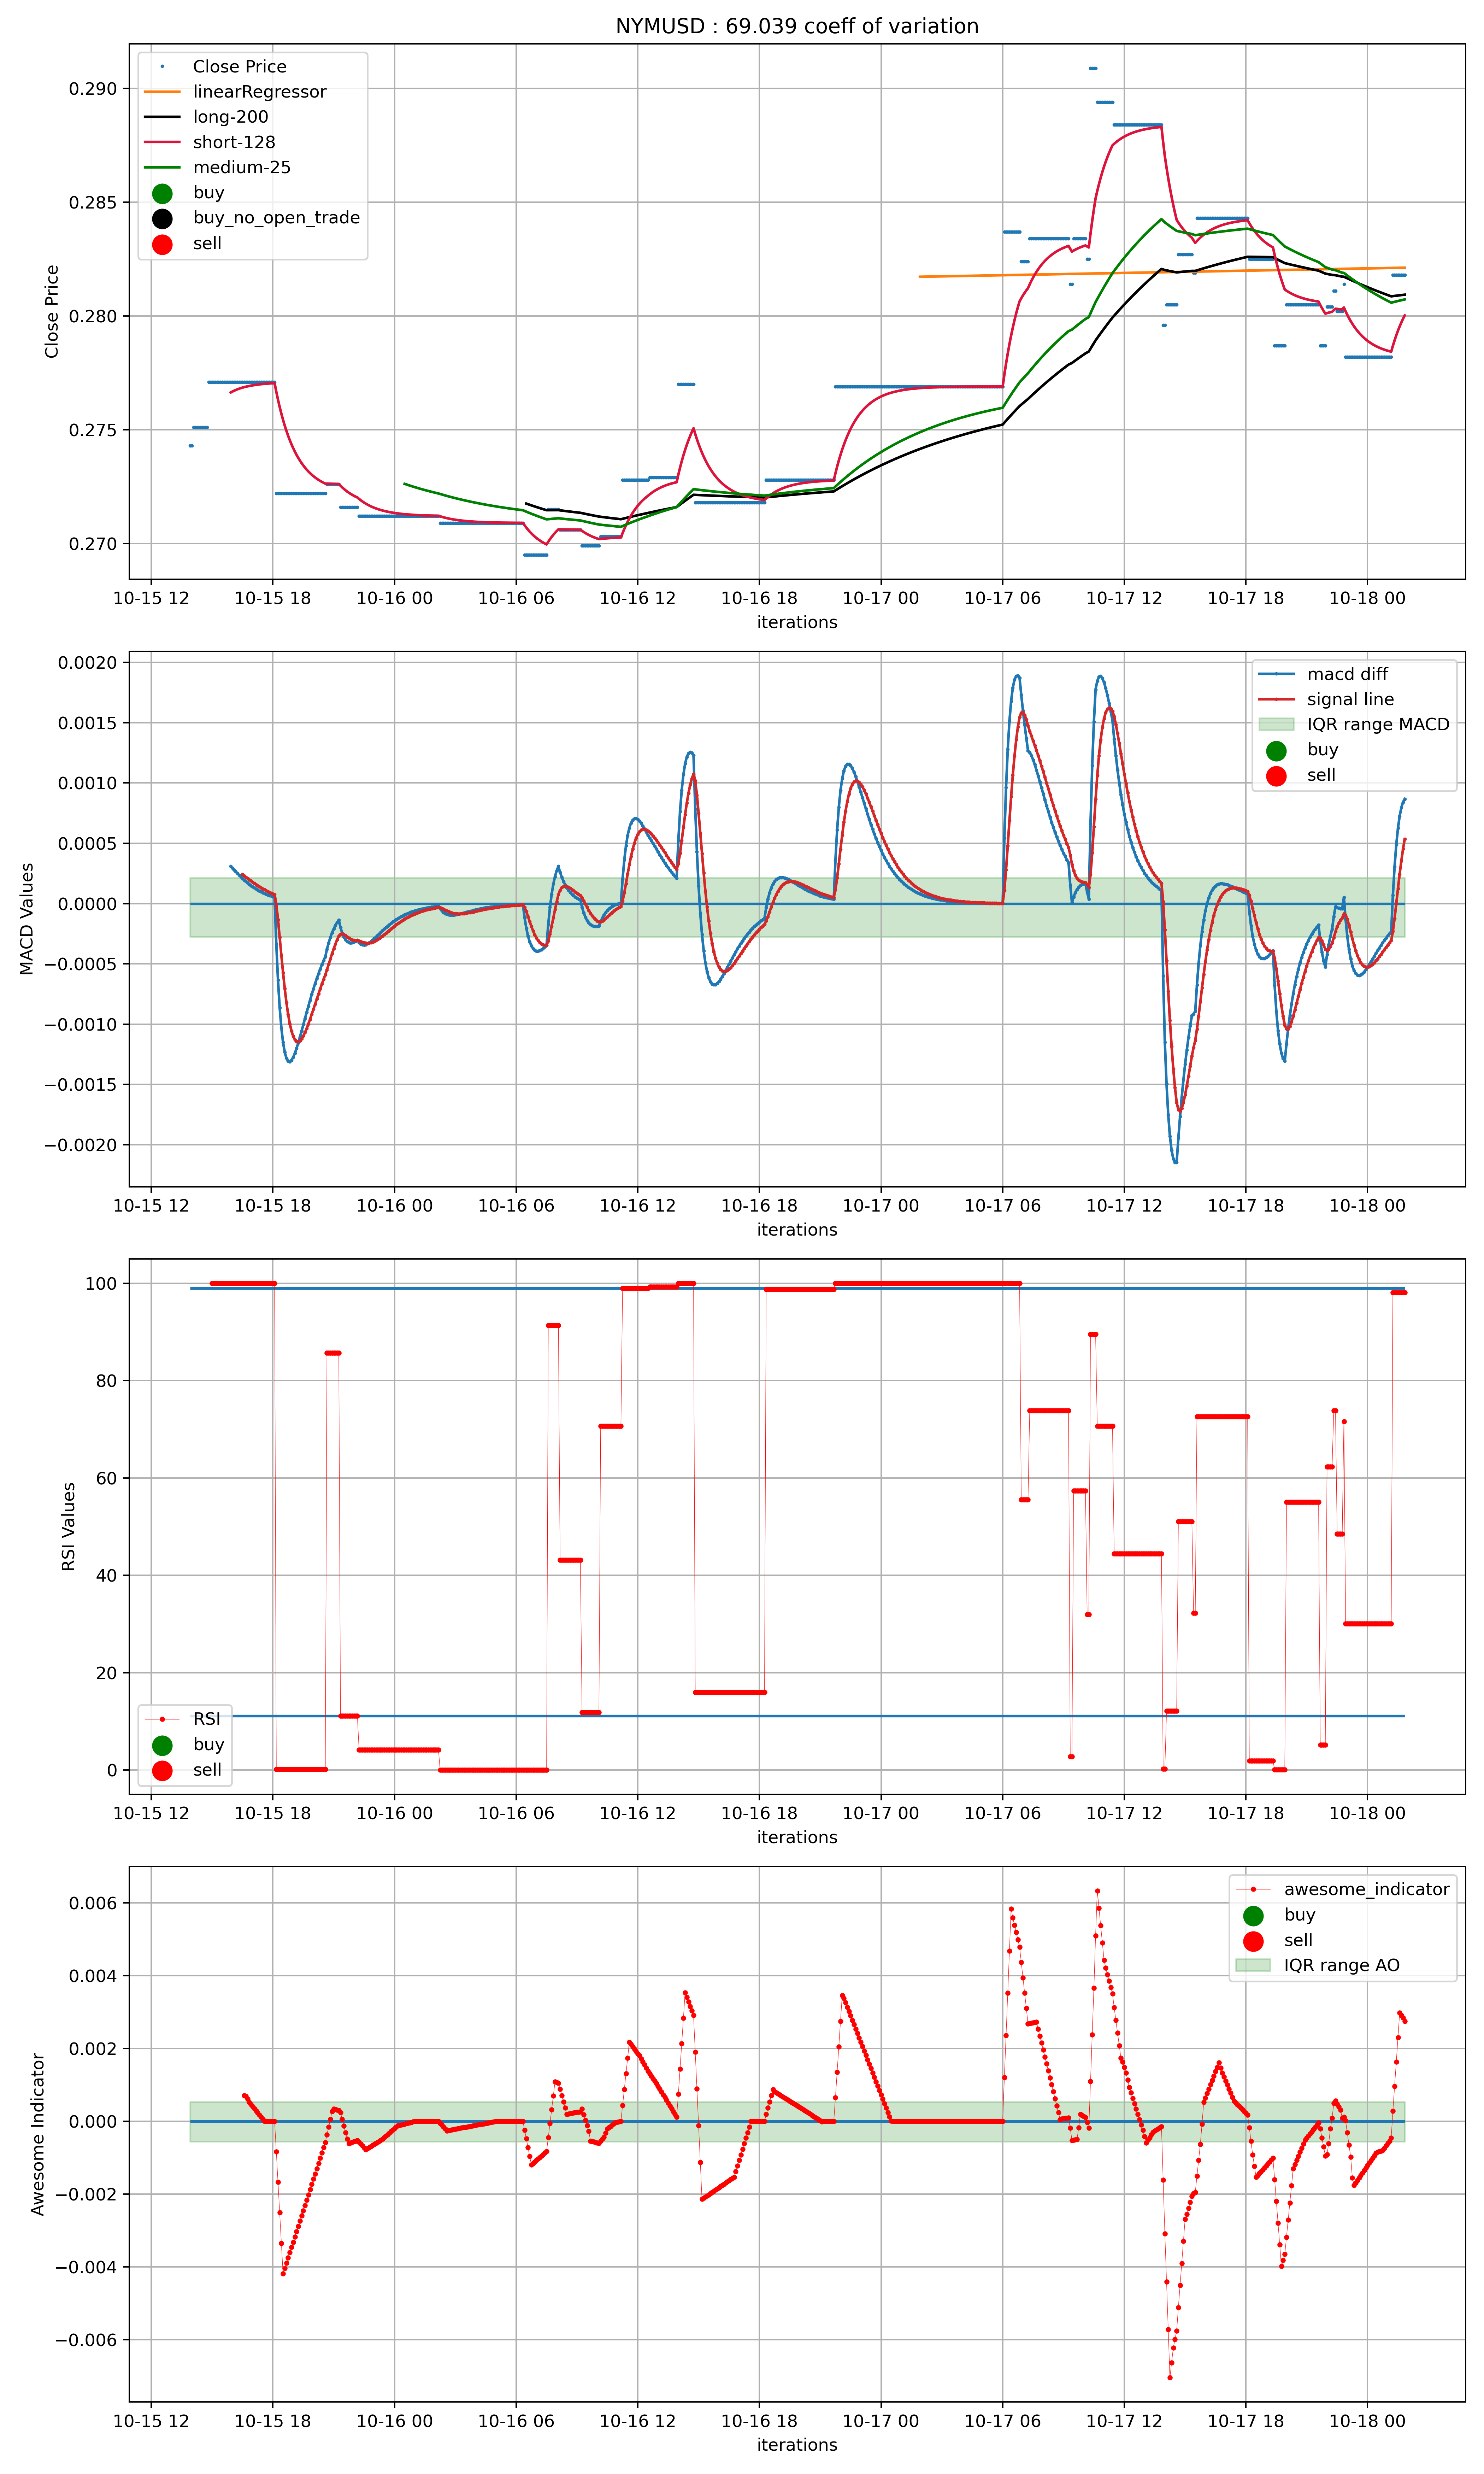 NYMUSD : 69.039 coeff of variation
Close Price
linearRegressor
long-200
short-128
medium-25
buy
buy_no_open_trade
sell
0.290
0.285
0.280
0.275
0.270
Close Price
10-15 12 10-15 18 10-16 00 10-16 06 10-16 12 10-16 18 10-17 00 10-17 06 10-17 12 10-17 18 10-18 00
iterations
macd diff
signal line
IQR range MACD
buy
sell
0.0020
0.0015
0.0010
0.0005
0.0000
−0.0005
−0.0010
−0.0015
−0.0020
MACD Values
10-15 12 10-15 18 10-16 00 10-16 06 10-16 12 10-16 18 10-17 00 10-17 06 10-17 12 10-17 18 10-18 00
iterations
100
80
60
40
20
0
RSI Values
RSI
buy
sell
10-15 12 10-15 18 10-16 00 10-16 06 10-16 12 10-16 18 10-17 00 10-17 06 10-17 12 10-17 18 10-18 00
iterations
awesome_indicator
buy
sell
IQR range AO
0.006
0.004
0.002
0.000
−0.002
−0.004
−0.006
Awesome Indicator
10-15 12 10-15 18 10-16 00 10-16 06 10-16 12 10-16 18 10-17 00 10-17 06 10-17 12 10-17 18 10-18 00
iterations